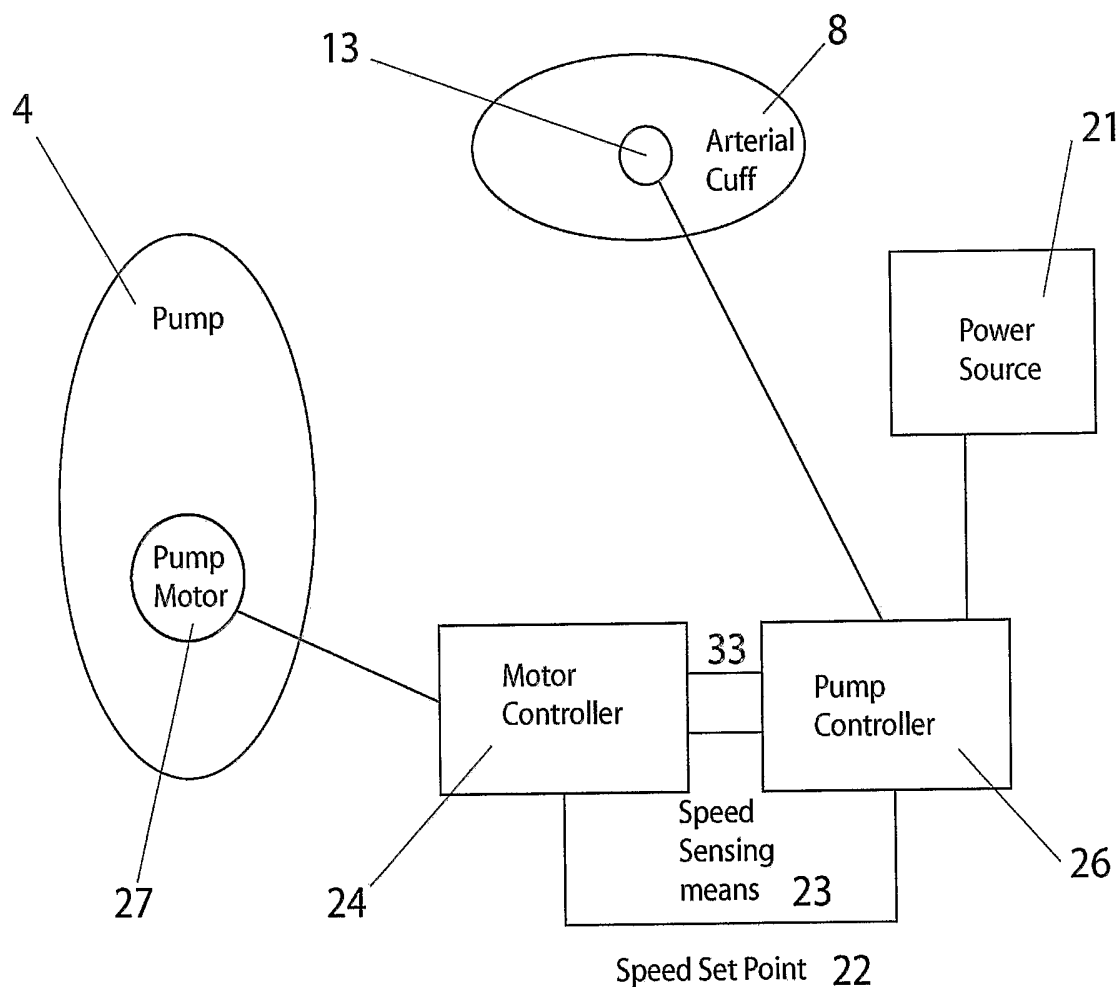 13
8
4
Arterial
Cuff
21
Pump
Power
Source
Pump
Motor
33
Motor
Controller
Pump
Controller
Speed
Sensing
means 23
27
24
26
Speed Set Point 22